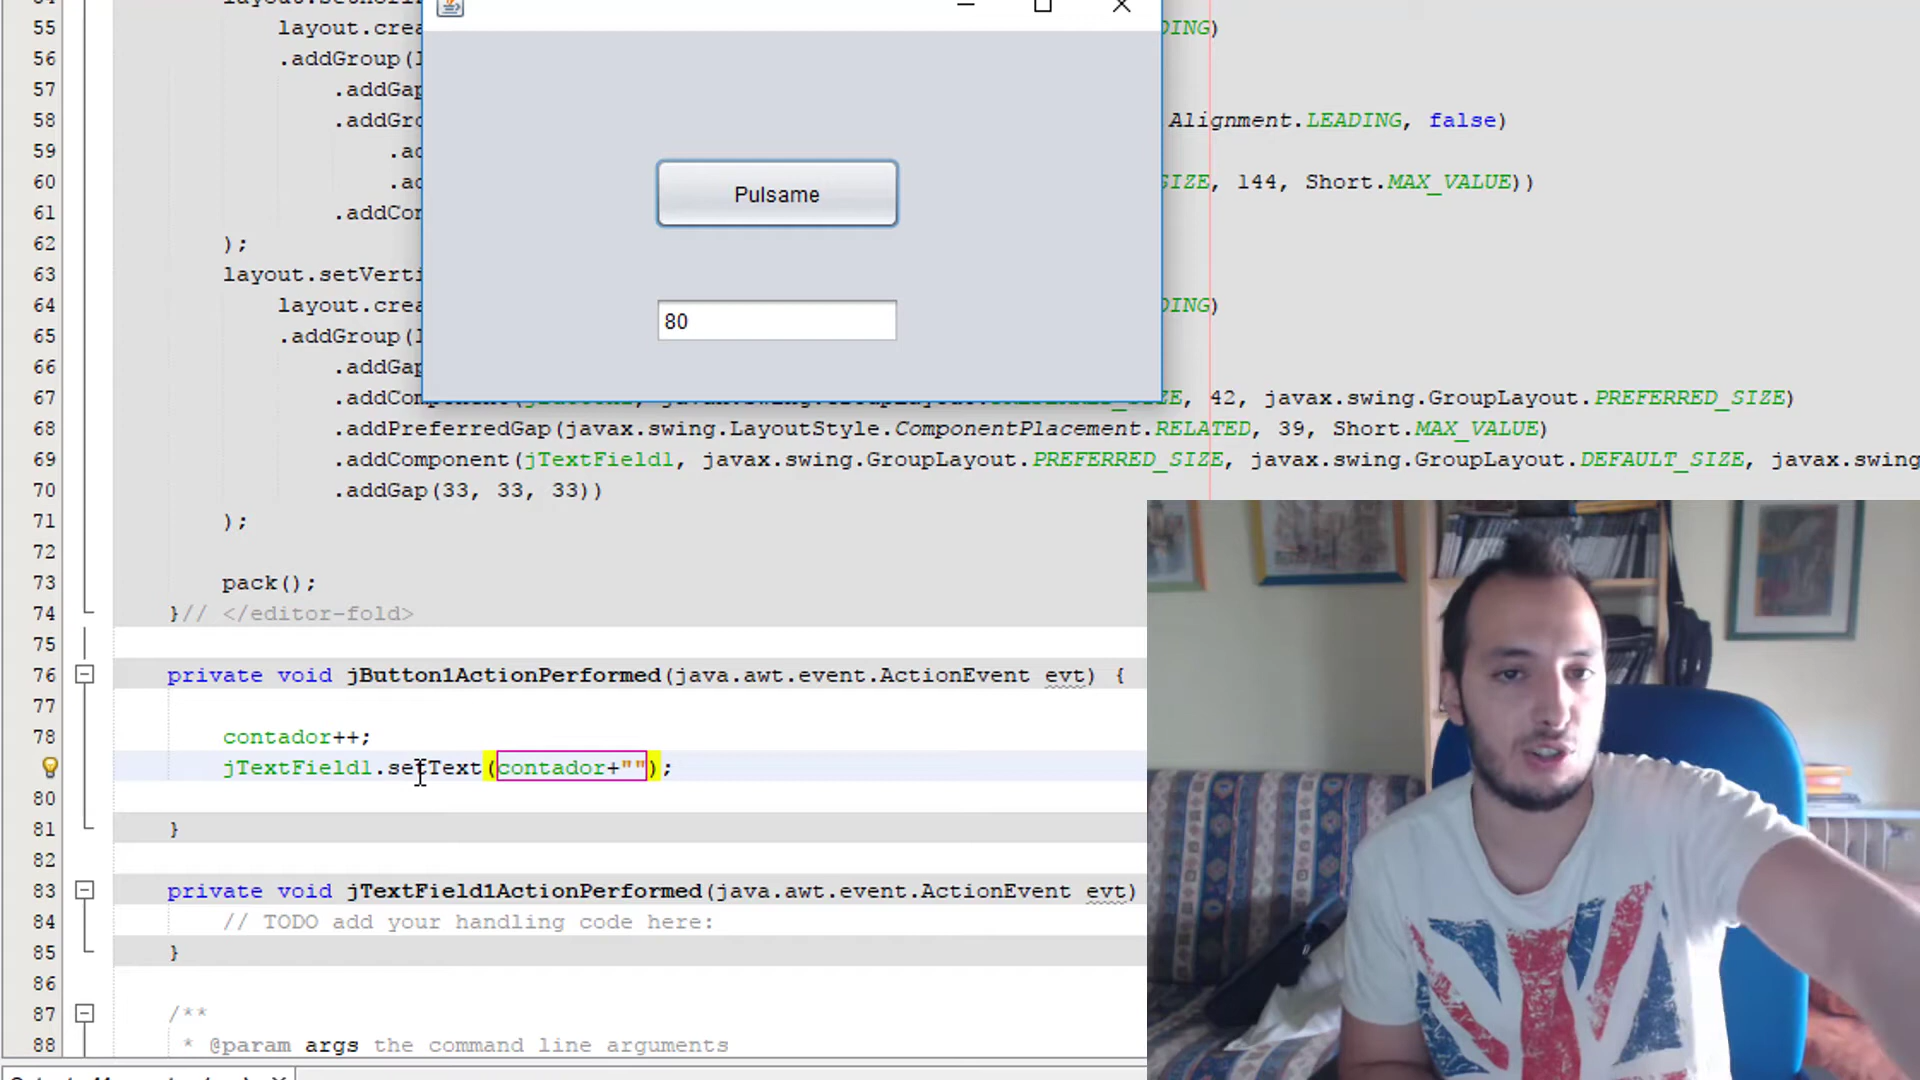 55 layout.crea DING)
56 .addGroup(l
57 .addGap
58 .addGro Alignment.LEADING, false)
59 .ad
60 .ad SIZE, 144, Short.MAX_VALUE))
61 .addCom
62 );
63 layout.setVerti
64 layout.crea DING)
65 .addGroup(l
66 .addGap
67 .addCompo SIZE, 42, javax.swing.GroupLayout.PREFERRED_SIZE)
68 .addPreferredGap(javax.swing.LayoutStyle.ComponentPlacement.RELATED, 39, Short.MAX_VALUE)
69 .addComponent(jTextField1, javax.swing.GroupLayout.PREFERRED_SIZE, javax.swing.GroupLayout.DEFAULT_SIZE, javax.swing
70 .addGap(33, 33, 33))
71 );
72
73 pack();
74 }// </editor-fold>
75
76 private void jButton1ActionPerformed(java.awt.event.ActionEvent evt) {
77
78 contador++;
jTextField1.setText(contador+"");
80
81 }
82
83 private void jTextField1ActionPerformed(java.awt.event.ActionEvent evt)
84 // TODO add your handling code here:
85 }
86
87 /**
88 * @param args the command line arguments
Pulsame
80